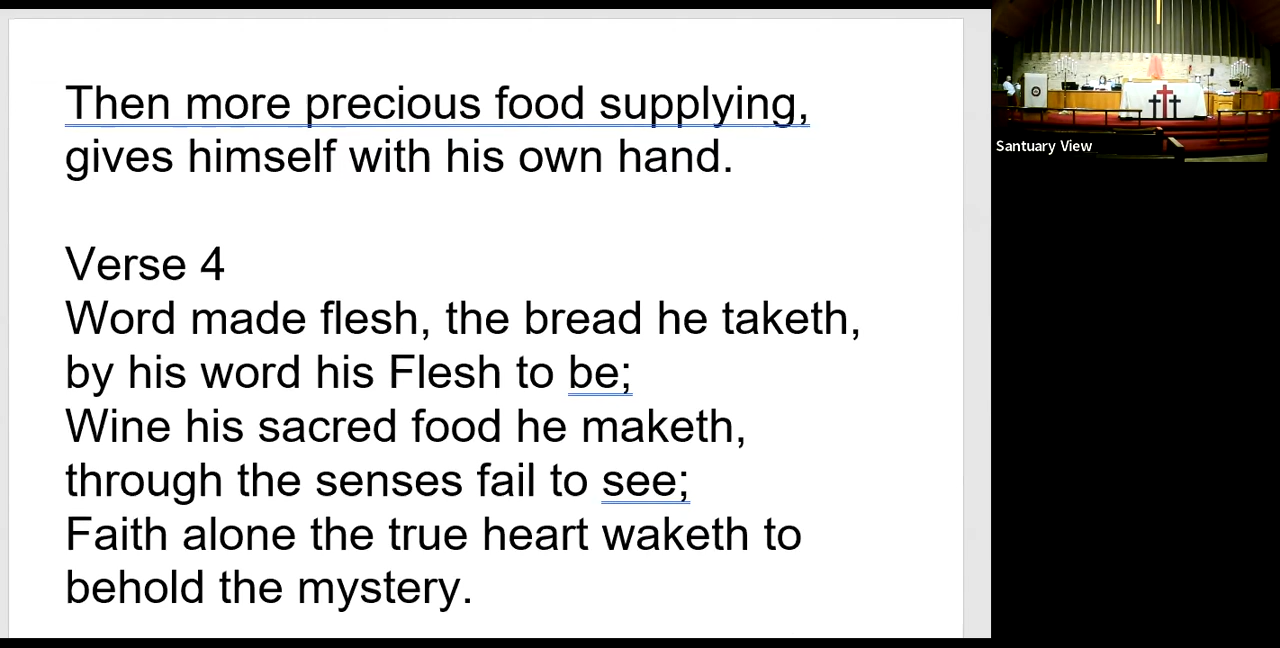 Then more precious food supplying,
gives himself with his own hand.
Verse 4
Word made flesh, the bread he taketh,
by his word his Flesh to be;
Wine his sacred food he maketh,
through the senses fail to see;
Faith alone the true heart waketh to
behold the mystery.
Santuary View